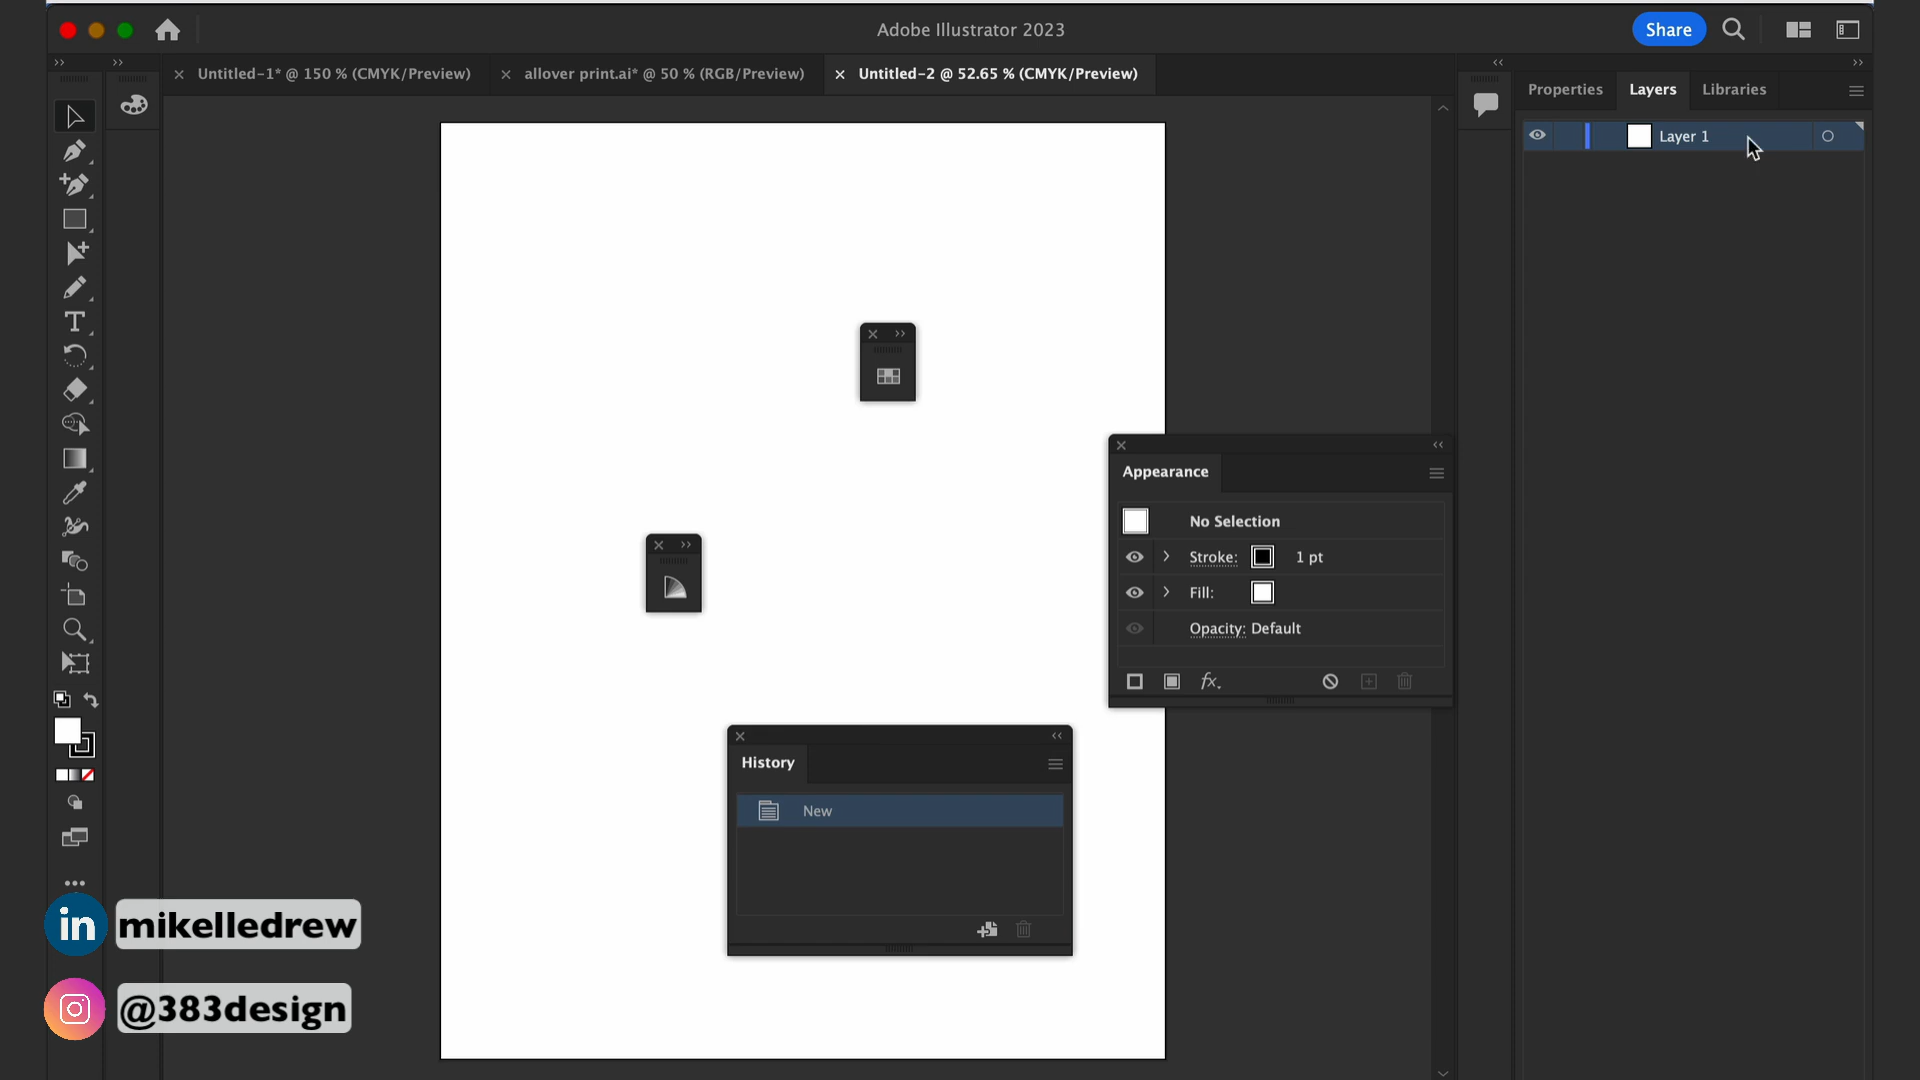 Adobe Illustrator 2023
Share
Untitled-1* @ 150 % (CMYK/Preview)
allover print.ai* @ 50 % (RGB/Preview)
Untitled-2 @ 52.65 % (CMYK/Preview)
Properties
Layers
Libraries
Layer 1
Appearance
No Selection
Stroke: 1 pt
Fill:
Opacity: Default
fx
History
New
in
mikelledrew
@383design